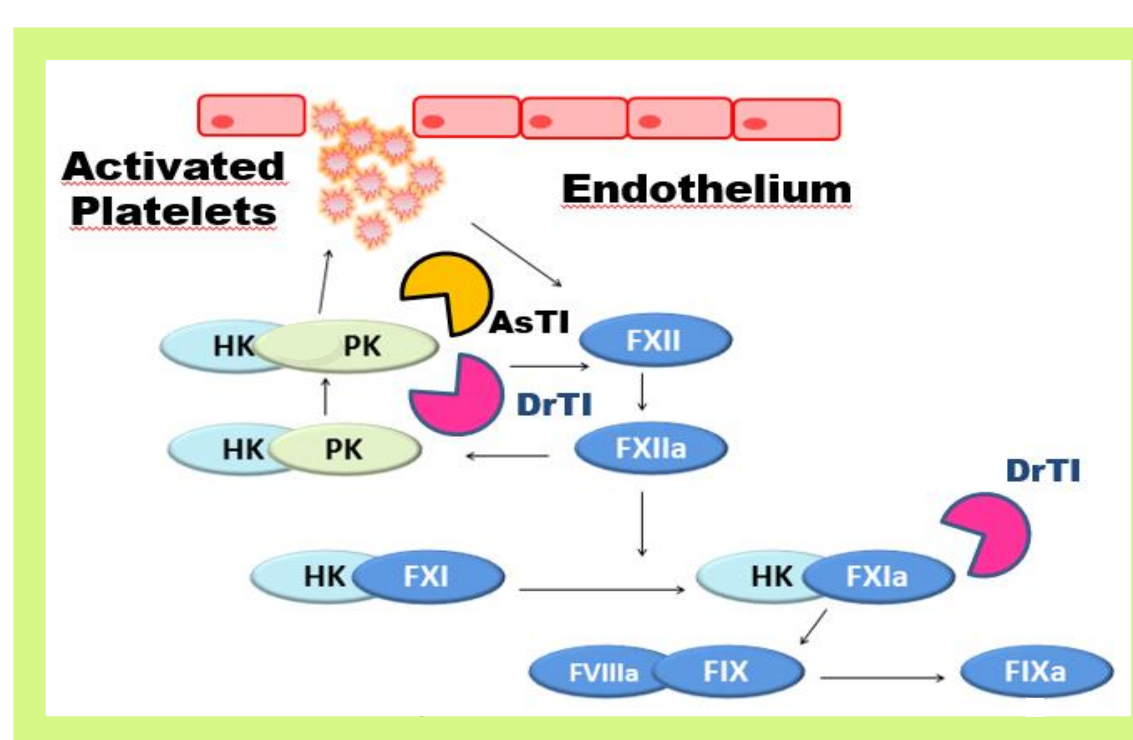 Activated
Platelets
Endothelium
AsTI
HK PK
FXII
DrTI
HK PK
FXIIa
DrTI
HK FXI
HK FXIa
FVIIIa FIX
FIXa